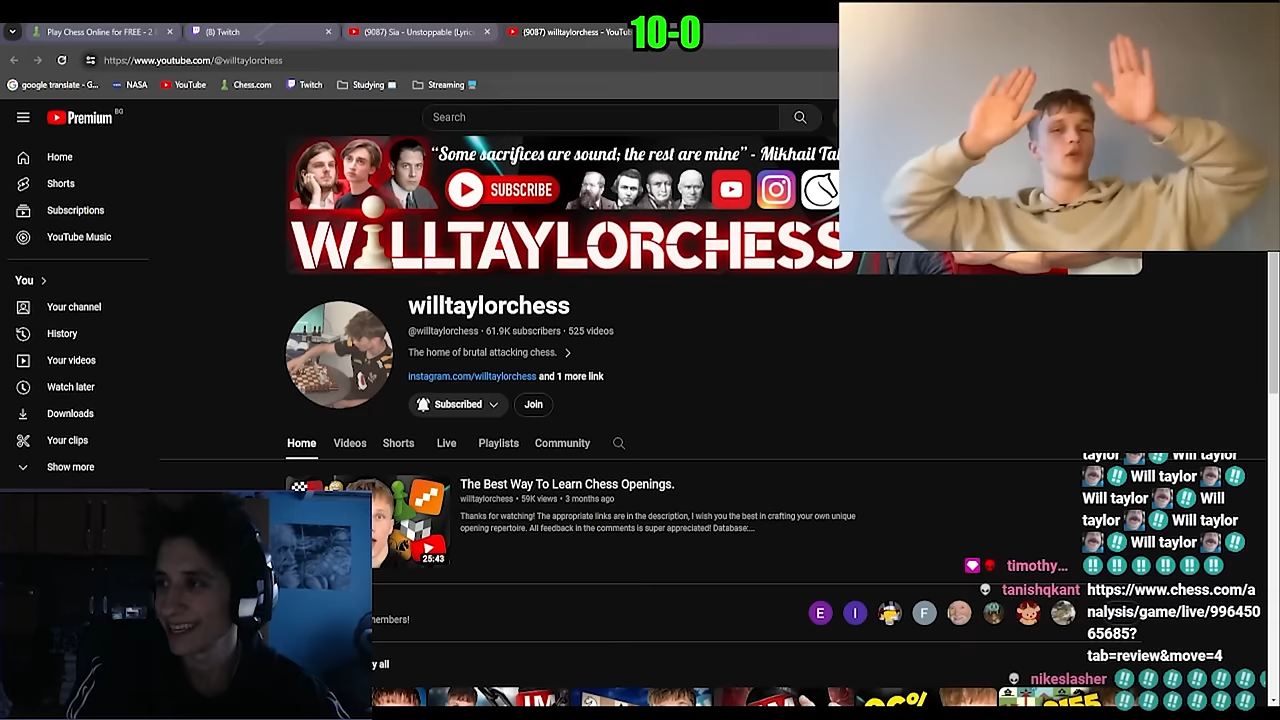 10-0
Play Chess Online for FREE - 2
(8) Twitch
(9087) Sia - Unstoppable (Lyric
(9087) willtaylorchess - YouTub
https://www.youtube.com/@willtaylorchess
google translate - G...
NASA
YouTube
Chess.com
Twitch
Studying
Streaming
Premium
BG
Search
Home
Shorts
Subscriptions
YouTube Music
You
Your channel
History
Your videos
Watch later
Downloads
Your clips
Show more
"Some sacrifices are sound; the rest are mine" - Mikhail Tal
SUBSCRIBE
WILLTAYLORCHESS
willtaylorchess
@willtaylorchess · 61.9K subscribers · 525 videos
The home of brutal attacking chess.
instagram.com/willtaylorchess and 1 more link
Subscribed
Join
Home
Videos
Shorts
Live
Playlists
Community
The Best Way To Learn Chess Openings.
willtaylorchess • 59K views • 3 months ago
Thanks for watching! The appropriate links are in the description, I wish you the best in crafting your own unique
opening repertoire. All feedback in the comments is super appreciated! Database:...
25:43
embers!
E
I
F
y all
taylor Will taylor
Will taylor
Will taylor Will
taylor Will taylor
Will taylor
timothy...
tanishqkant https://www.chess.com/a
nalysis/game/live/996450
65685?
tab=review&move=4
nikeslasher